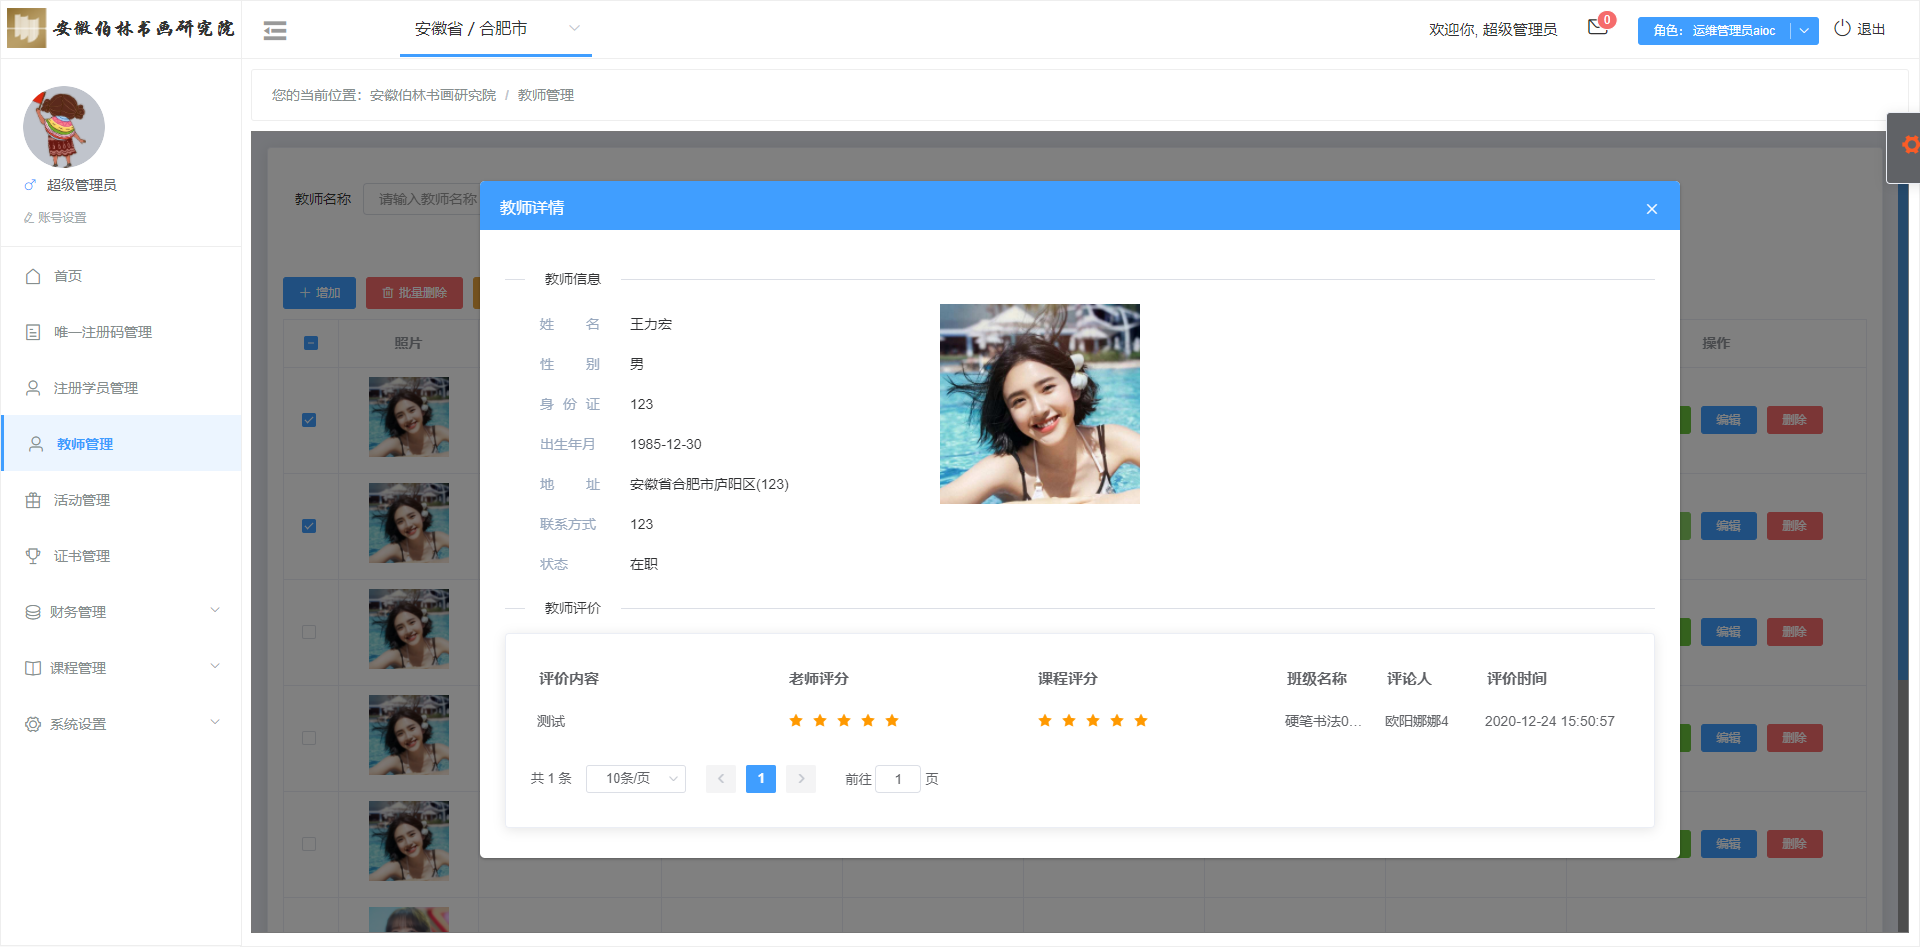 安徽伯林书画研究院
安徽省 / 合肥市
欢迎你, 超级管理员
0
角色： 运维管理员aioc
退出
超级管理员
账号设置
首页
唯一注册码管理
注册学员管理
教师管理
活动管理
证书管理
财务管理
课程管理
系统设置
您的当前位置：安徽伯林书画研究院 / 教师管理
教师名称 请输入教师名称
增加 批量删除
照片 操作
编辑 删除
编辑 删除
编辑 删除
编辑 删除
编辑 删除
教师详情
教师信息
姓 名 王力宏
性 别 男
身 份 证 123
出生年月 1985-12-30
地 址 安徽省合肥市庐阳区(123)
联系方式 123
状态 在职
教师评价
评价内容 老师评分 课程评分 班级名称 评论人 评价时间
测试 硬笔书法0... 欧阳娜娜4 2020-12-24 15:50:57
共 1 条 10条/页 1 前往 1 页